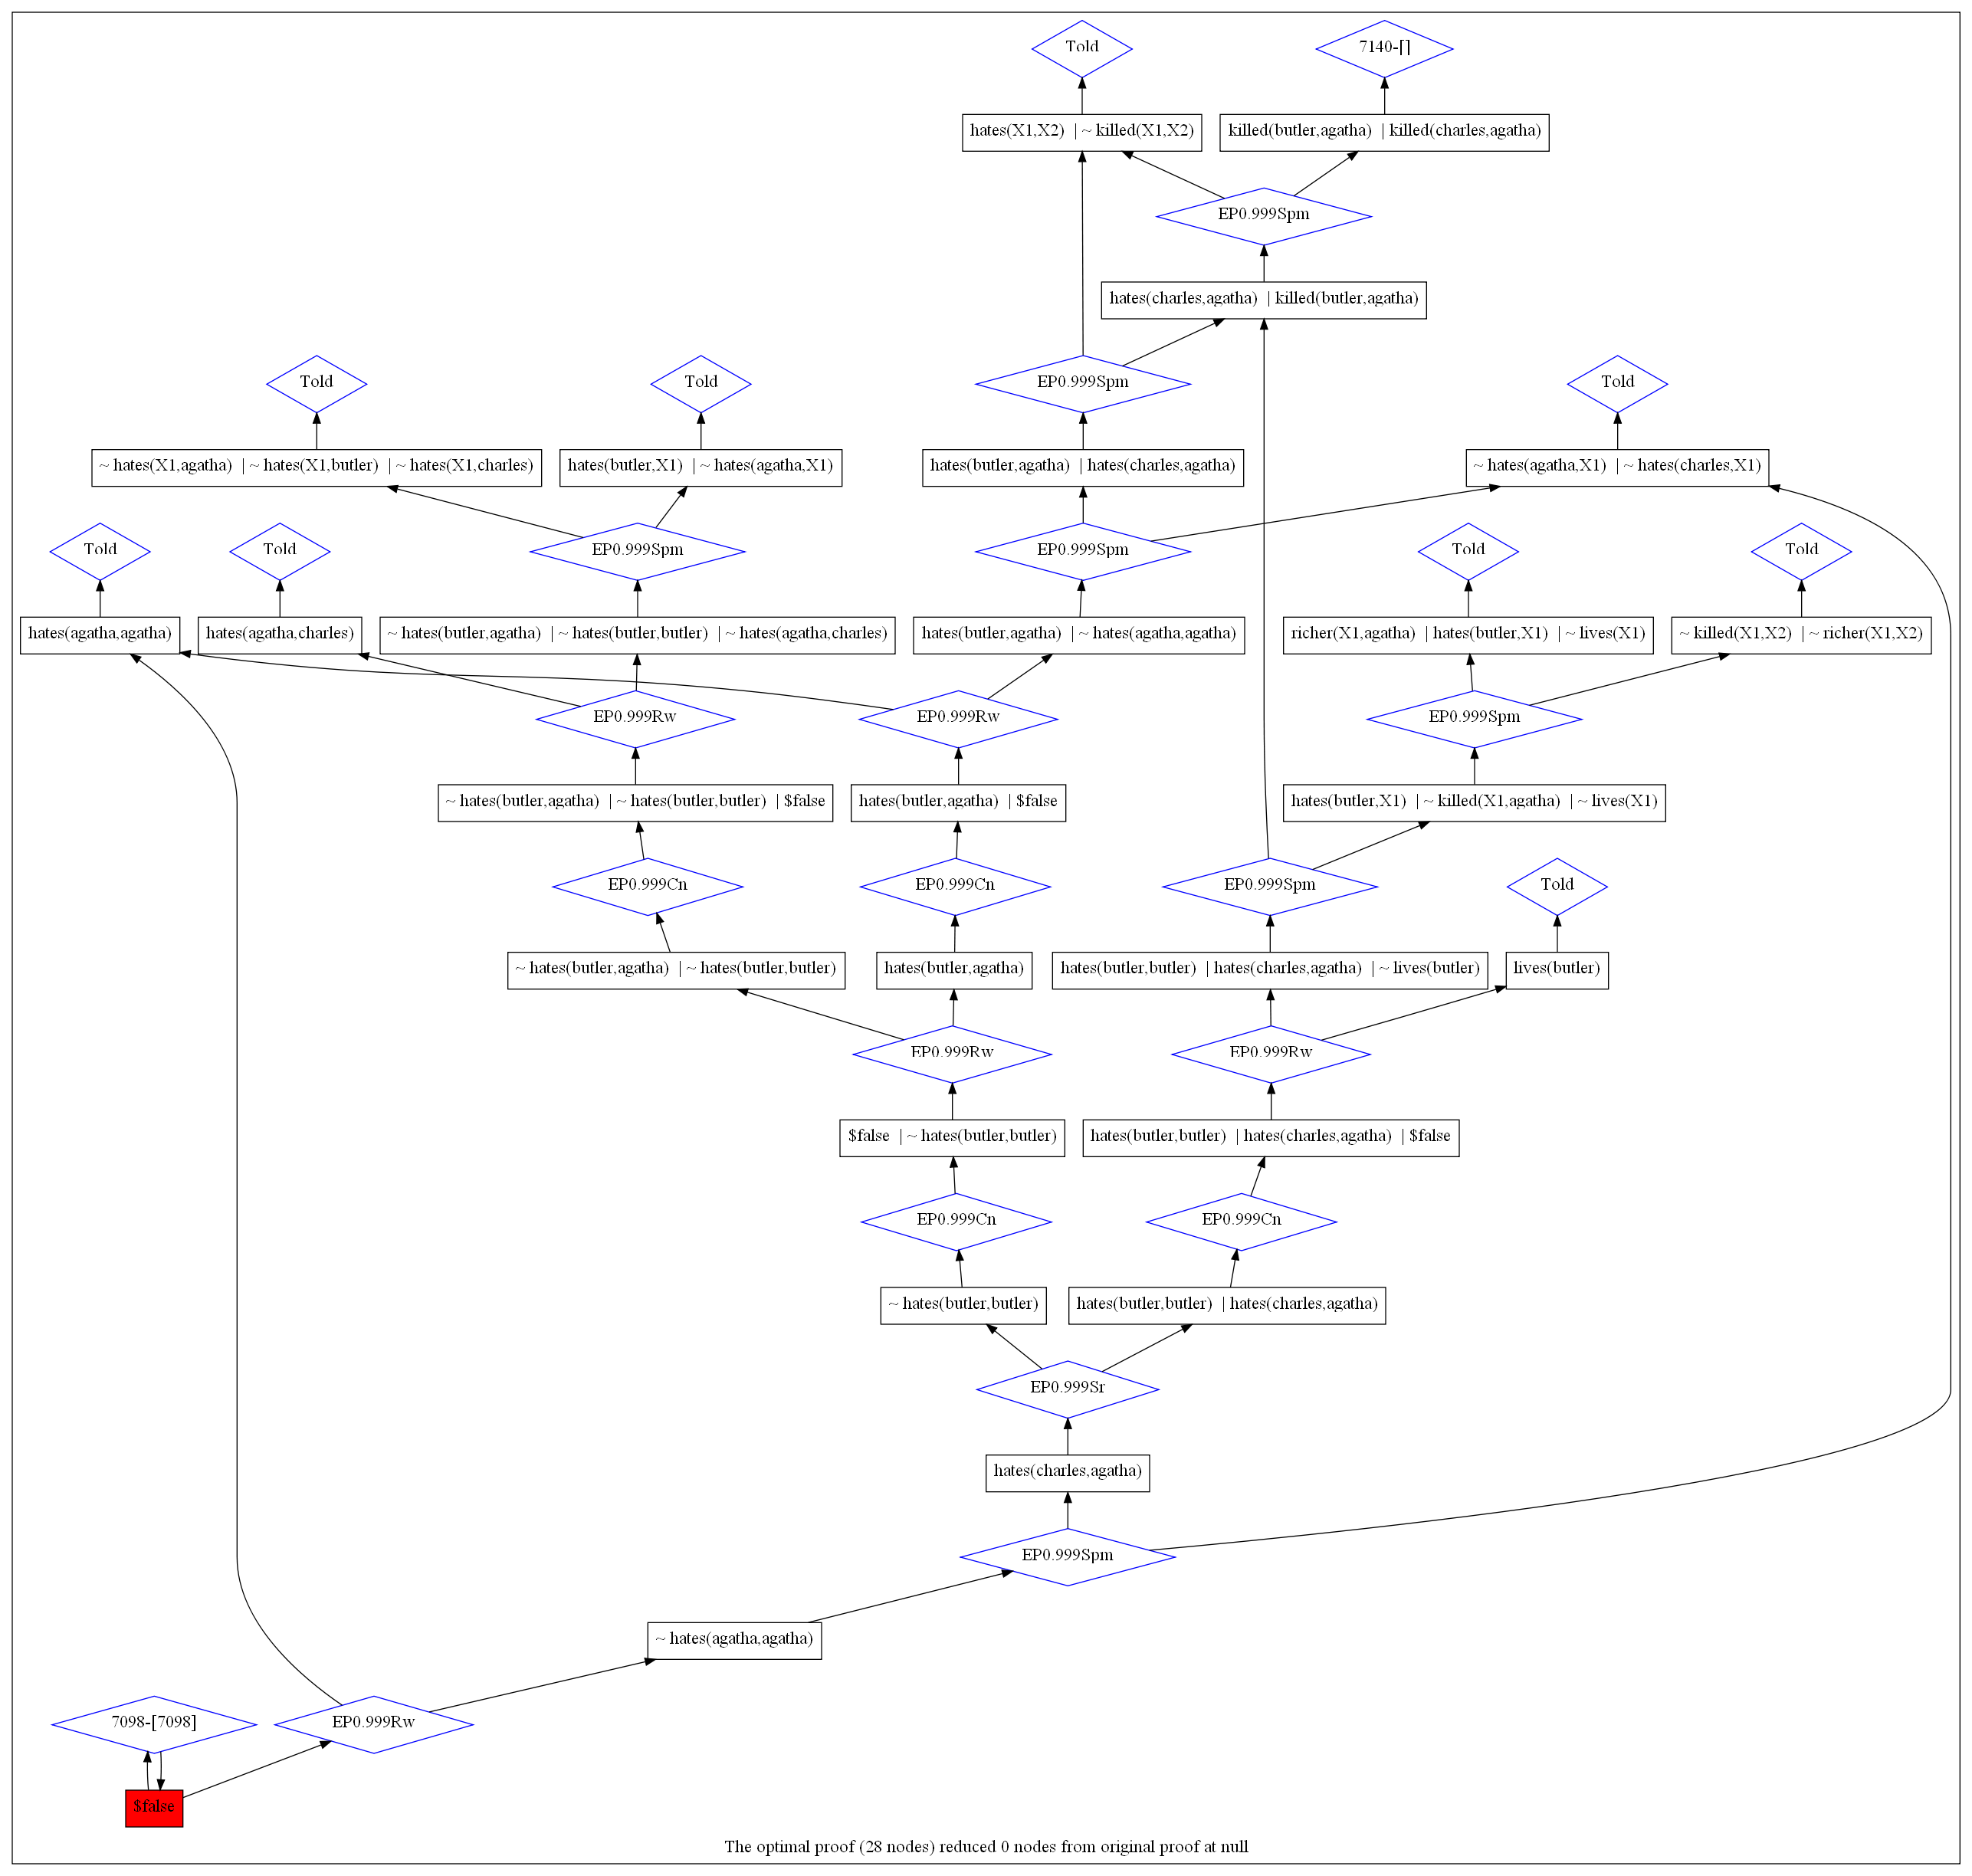 Told
7140-[]
hates(X1,X2) | ~ killed(X1,X2)
killed(butler,agatha) | killed(charles,agatha)
EP0.999Spm
hates(charles,agatha) | killed(butler,agatha)
Told
Told
EP0.999Spm
Told
~ hates(X1,agatha) | ~ hates(X1,butler) | ~ hates(X1,charles)
hates(butler,X1) | ~ hates(agatha,X1)
hates(butler,agatha) | hates(charles,agatha)
~ hates(agatha,X1) | ~ hates(charles,X1)
Told
Told
EP0.999Spm
EP0.999Spm
Told
Told
hates(agatha,agatha)
hates(agatha,charles)
~ hates(butler,agatha) | ~ hates(butler,butler) | ~ hates(agatha,charles)
hates(butler,agatha) | ~ hates(agatha,agatha)
richer(X1,agatha) | hates(butler,X1) | ~ lives(X1)
~ killed(X1,X2) | ~ richer(X1,X2)
EP0.999Rw
EP0.999Rw
EP0.999Spm
~ hates(butler,agatha) | ~ hates(butler,butler) | $false
hates(butler,agatha) | $false
hates(butler,X1) | ~ killed(X1,agatha) | ~ lives(X1)
EP0.999Cn
EP0.999Cn
EP0.999Spm
Told
~ hates(butler,agatha) | ~ hates(butler,butler)
hates(butler,agatha)
hates(butler,butler) | hates(charles,agatha) | ~ lives(butler)
lives(butler)
EP0.999Rw
EP0.999Rw
$false | ~ hates(butler,butler)
hates(butler,butler) | hates(charles,agatha) | $false
EP0.999Cn
EP0.999Cn
~ hates(butler,butler)
hates(butler,butler) | hates(charles,agatha)
EP0.999Sr
hates(charles,agatha)
EP0.999Spm
~ hates(agatha,agatha)
7098-[7098]
EP0.999Rw
$false
The optimal proof (28 nodes) reduced 0 nodes from original proof at null